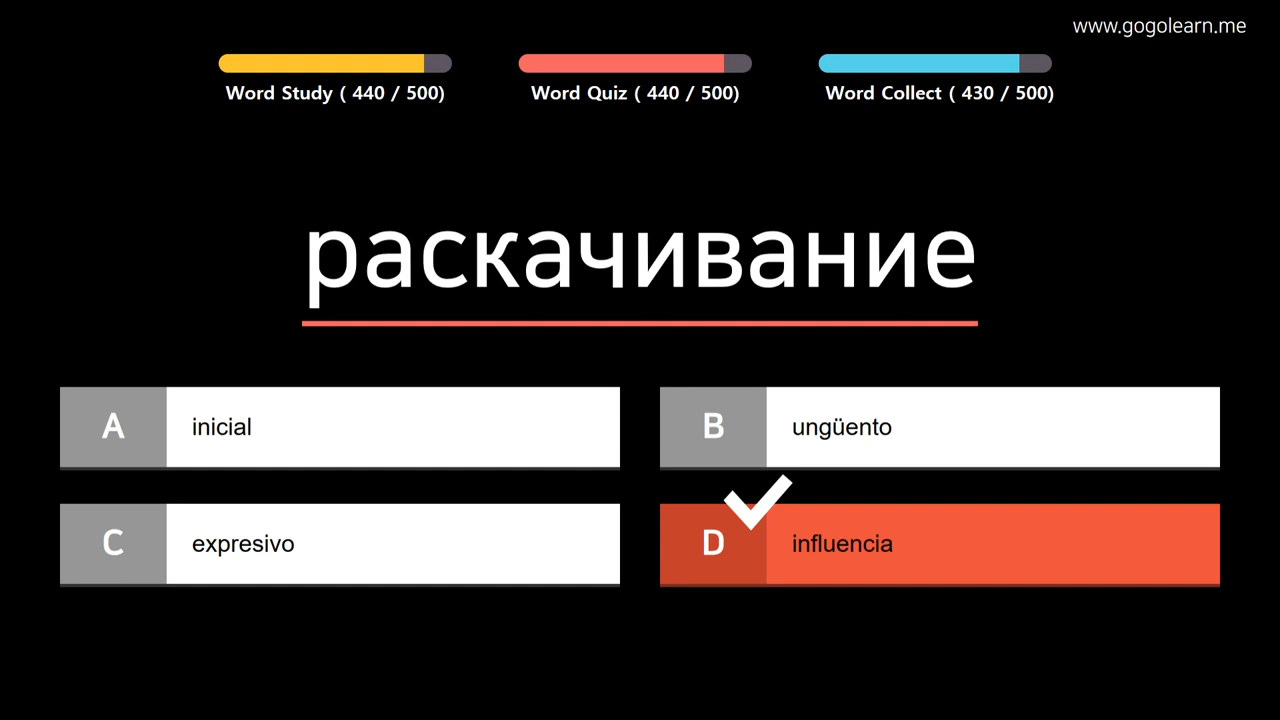 www.gogolearn.me
Word Study ( 440 / 500)
Word Quiz ( 440 / 500)
Word Collect ( 430 / 500)
раскачивание
A inicial
B ungüento
C expresivo
D influencia